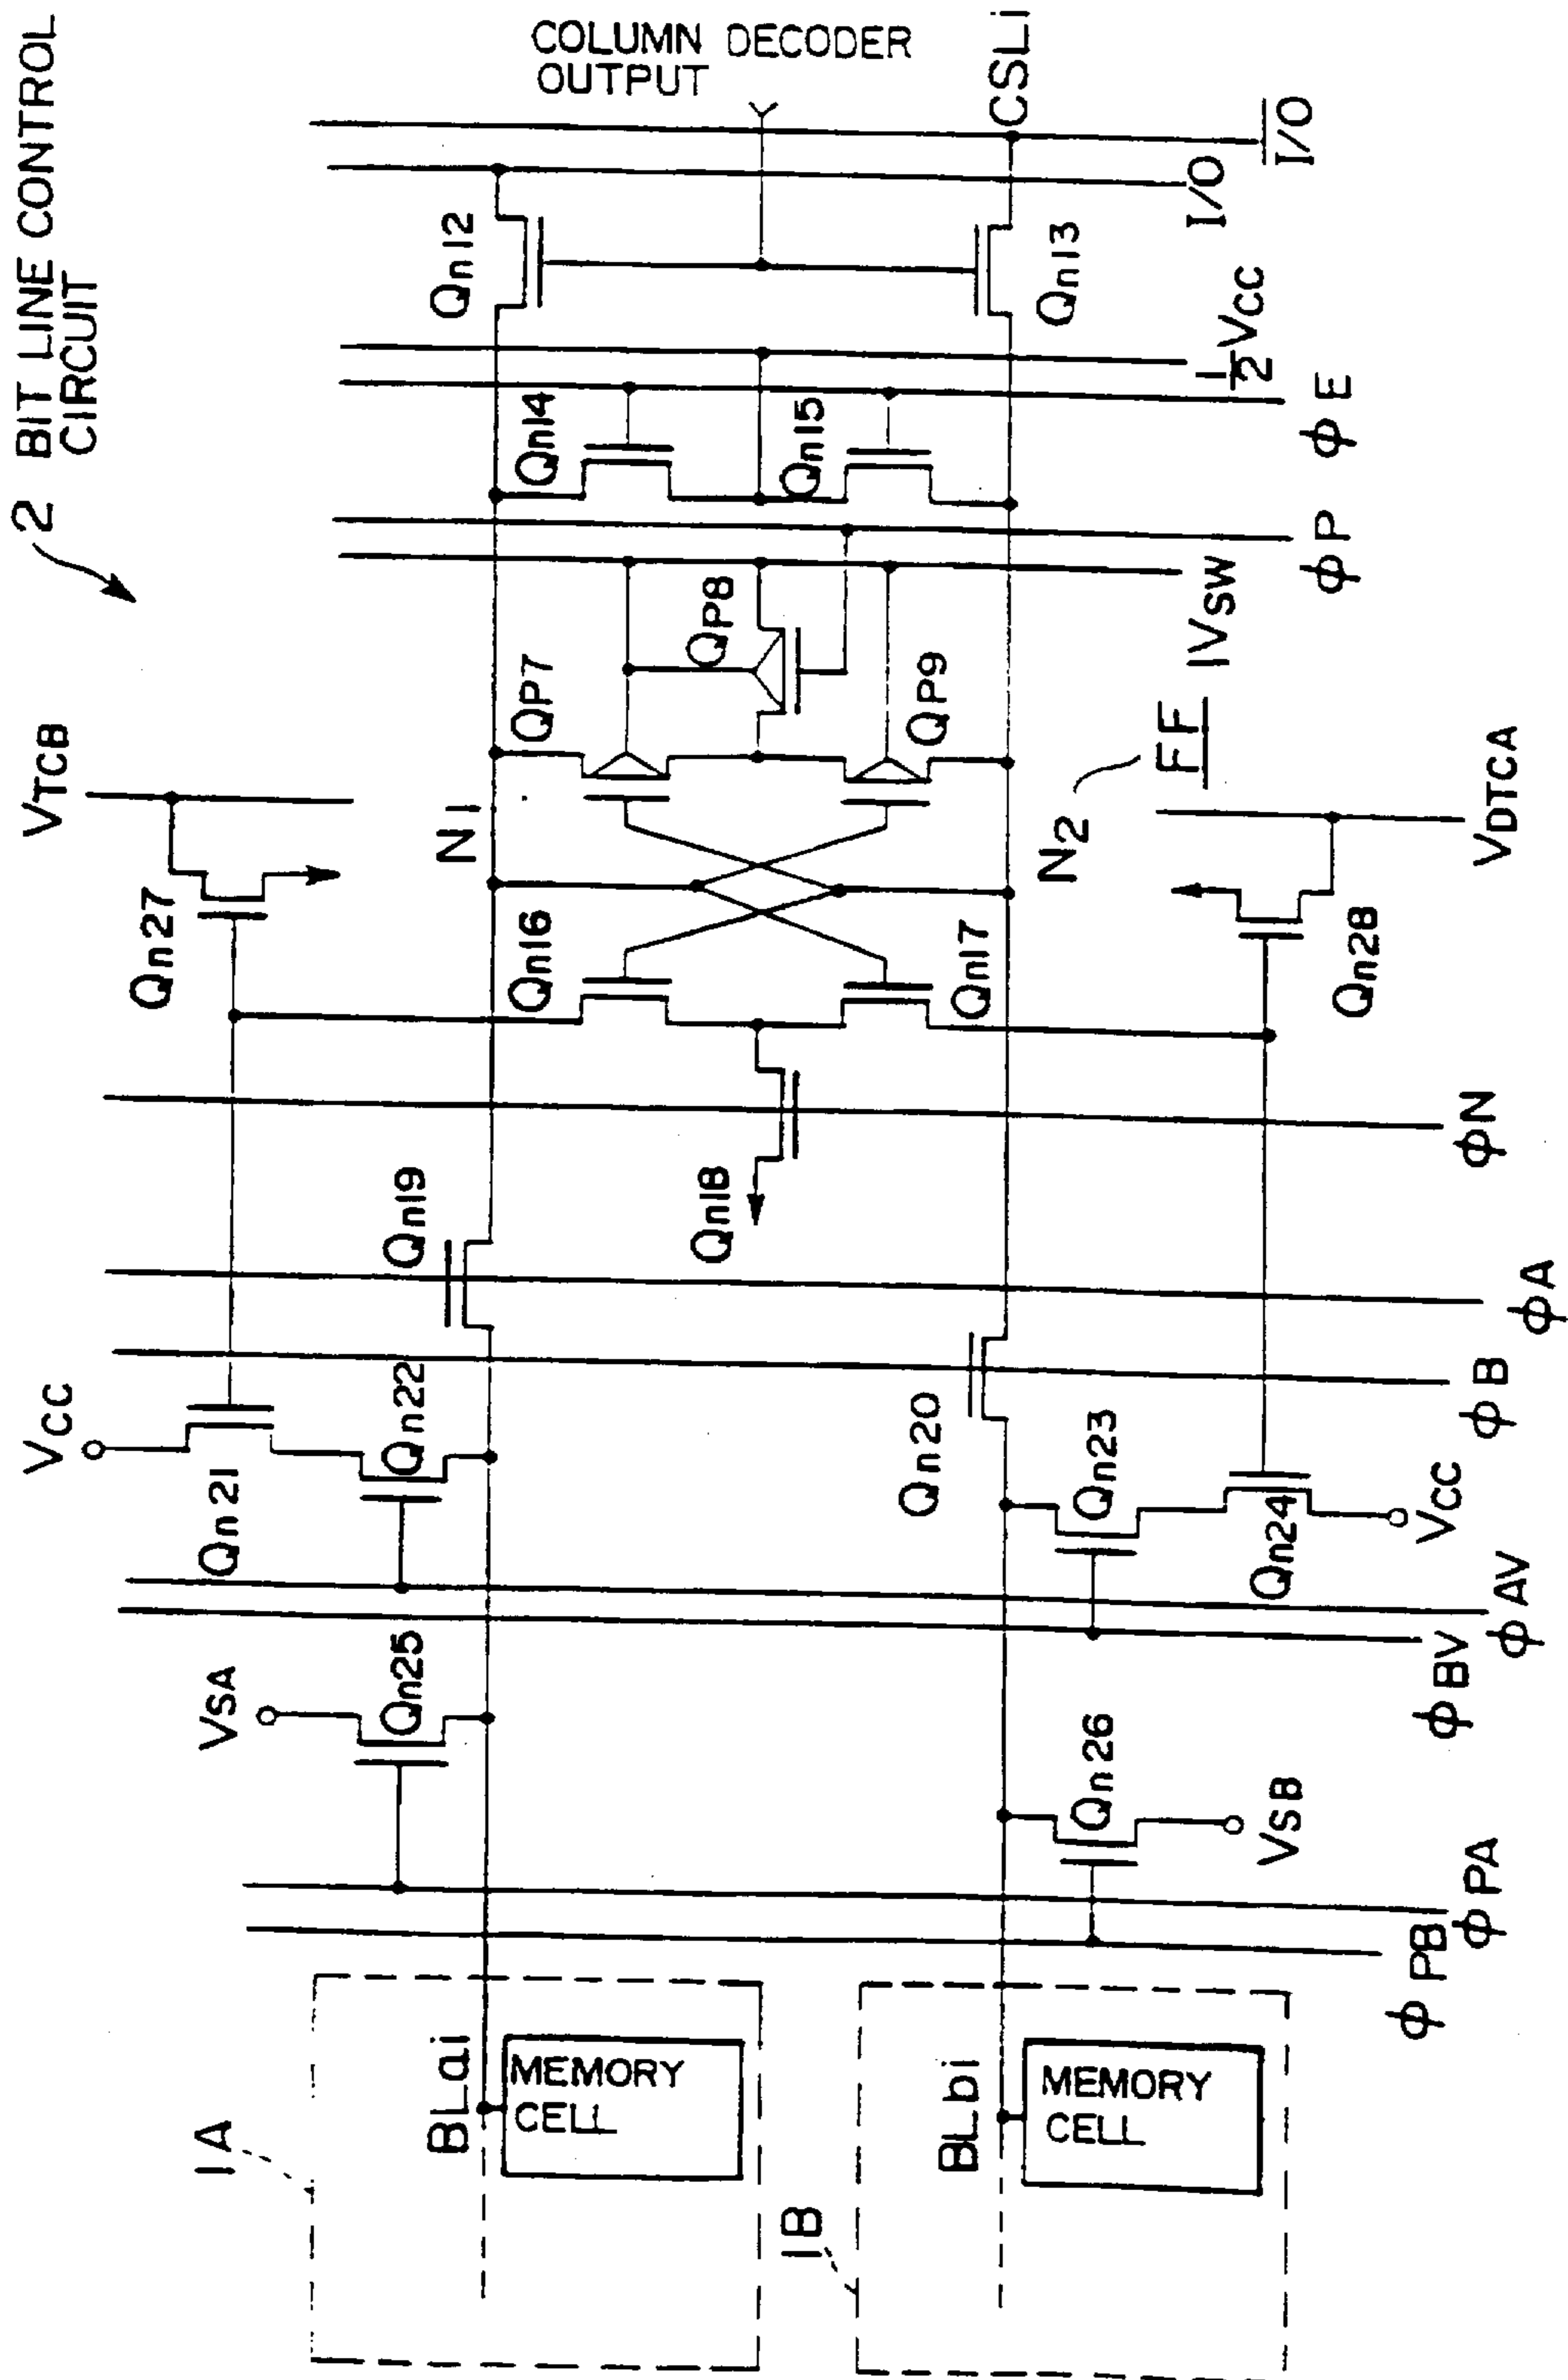 2 BIT LINE CONTROL
CIRCUIT
COLUMN DECODER
OUTPUT
CSLi
I/O
I/O
Qn12
Qn13
1/2 VCC
φE
Qn14
Qn15
φP
IVSW
QP8
QP7
QP9
FF
VTCB
N1
N2
VDTCA
Qn27
Qn16
Qn17
Qn28
φN
Qn18
Qn19
φA
φB
VCC
Qn22
Qn21
Qn20
Qn23
Qn24
VCC
φAV
φBV
VSA
Qn25
Qn26
VSB
φPA
φPB
1A
BLai
MEMORY
CELL
1B
BLbi
MEMORY
CELL